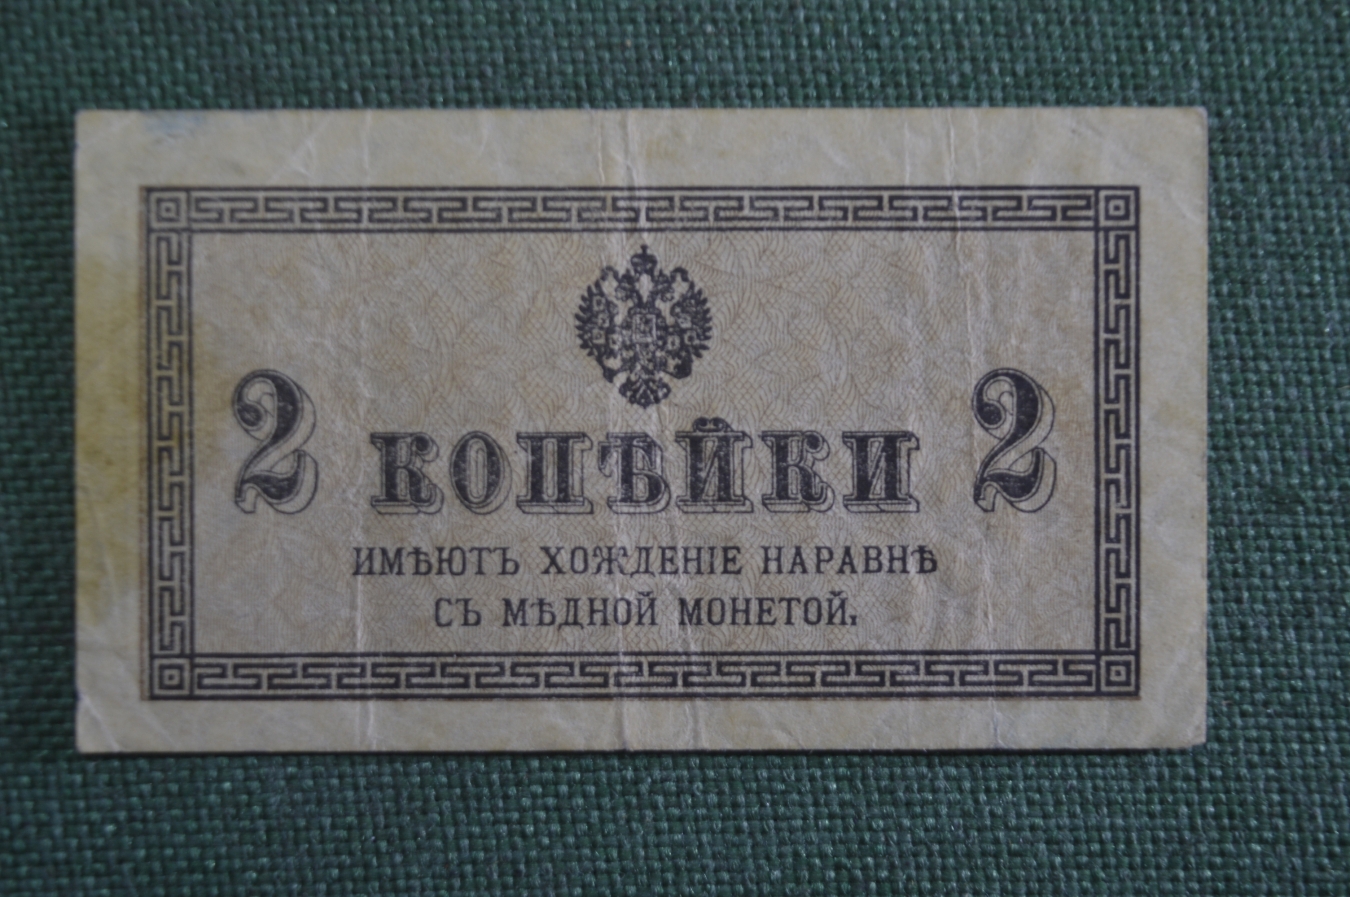 2 КОПѢЙКИ 2
ИМѢЮТЪ ХОЖДЕНІЕ НАРАВНѢ
СЪ МѢДНОЙ МОНЕТОЙ.